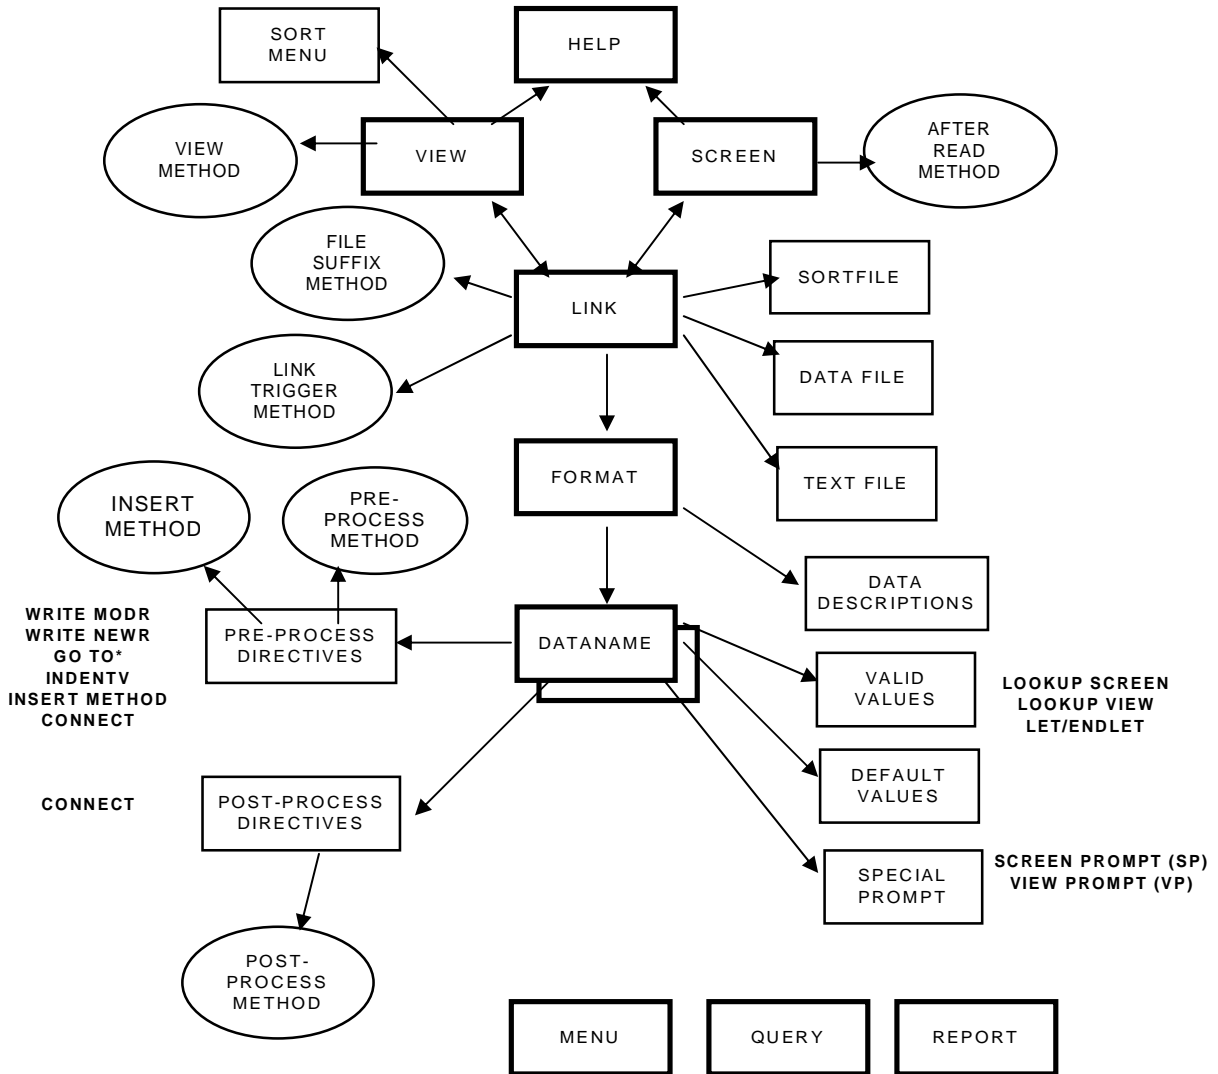 SORT
MENU
HELP
VIEW
METHOD
VIEW
SCREEN
AFTER
READ
METHOD
FILE
SUFFIX
METHOD
LINK
SORTFILE
LINK
TRIGGER
METHOD
DATA FILE
FORMAT
TEXT FILE
INSERT
METHOD
PRE-
PROCESS
METHOD
DATA
DESCRIPTIONS
WRITE MODR
WRITE NEWR
GO TO*
INDENTV
INSERT METHOD
CONNECT
PRE-PROCESS
DIRECTIVES
DATANAME
VALID
VALUES
LOOKUP SCREEN
LOOKUP VIEW
LET/ENDLET
DEFAULT
VALUES
CONNECT
POST-PROCESS
DIRECTIVES
SPECIAL
PROMPT
SCREEN PROMPT (SP)
VIEW PROMPT (VP)
POST-
PROCESS
METHOD
MENU
QUERY
REPORT